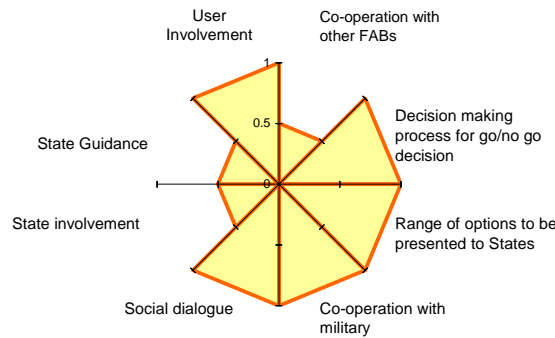 User
Involvement
Co-operation with
other FABs
1
Decision making
process for go/no go
decision
0.5
State Guidance
0
State involvement
Range of options to be
presented to States
Social dialogue
Co-operation with
military